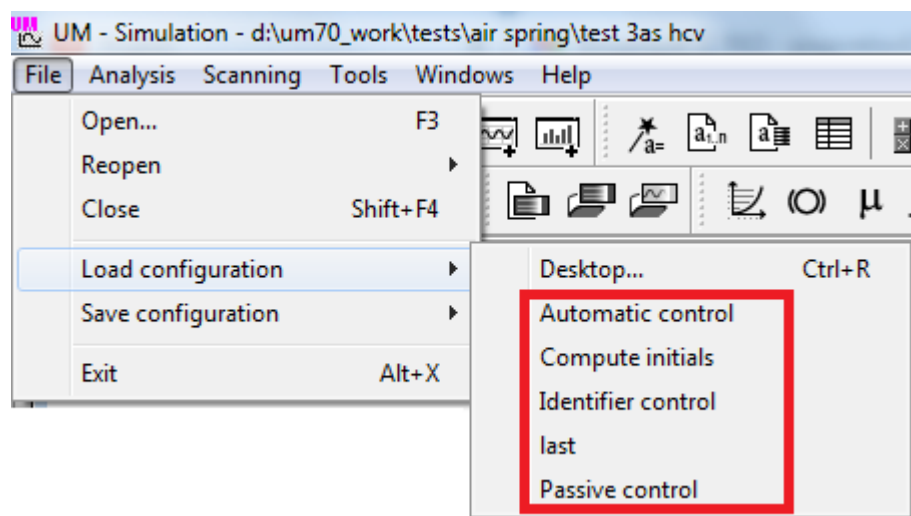 UM
UM - Simulation - d:\um70_work\tests\air spring\test 3as hcv
File Analysis Scanning Tools Windows Help
Open... F3
Reopen
Close Shift+F4
Load configuration
Save configuration
Exit Alt+X
a=
a..n
a
μ
Desktop... Ctrl+R
Automatic control
Compute initials
Identifier control
last
Passive control